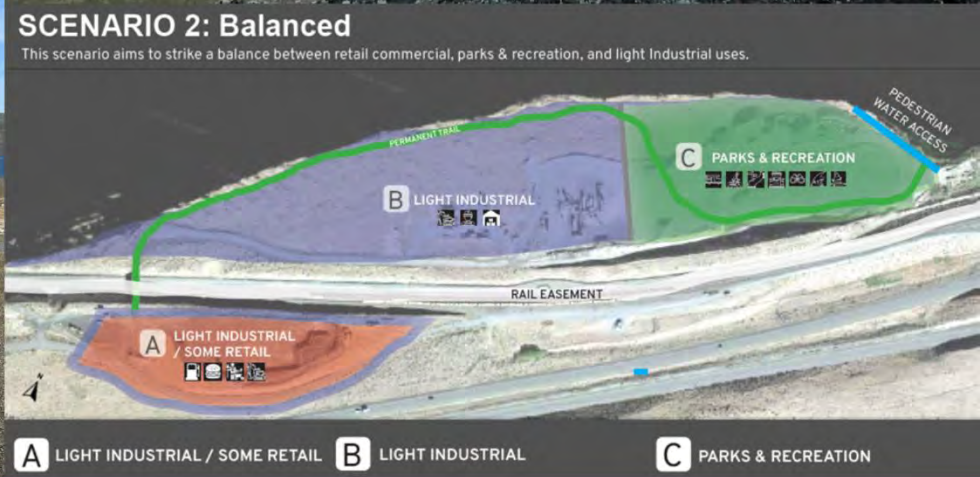 SCENARIO 2: Balanced
This scenario aims to strike a balance between retail commercial, parks & recreation, and light Industrial uses.
PEDESTRIAN
WATER ACCESS
PERMANENT TRAIL
C PARKS & RECREATION
B LIGHT INDUSTRIAL
RAIL EASEMENT
A LIGHT INDUSTRIAL
/ SOME RETAIL
N
A LIGHT INDUSTRIAL / SOME RETAIL B LIGHT INDUSTRIAL C PARKS & RECREATION